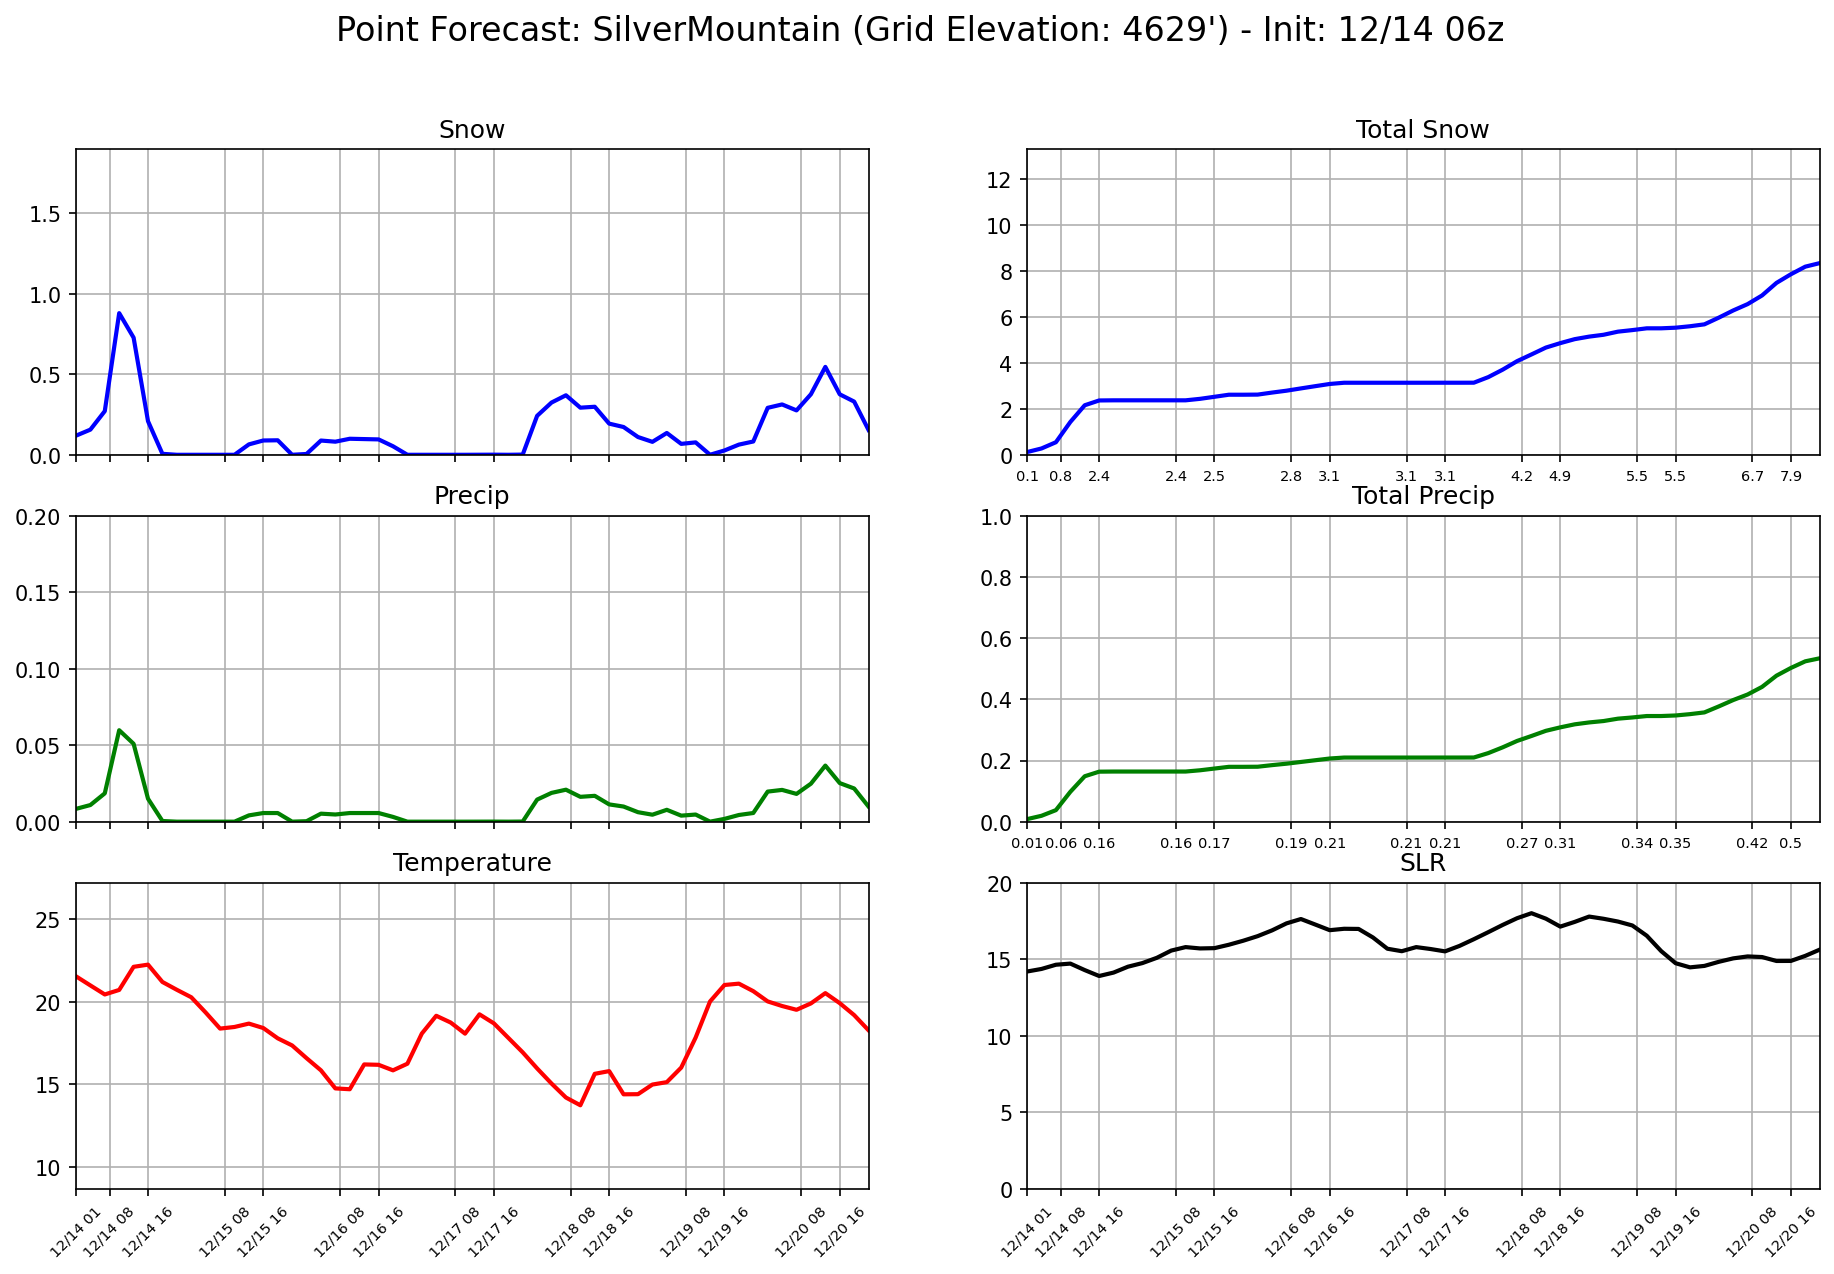 Point Forecast: SilverMountain (Grid Elevation: 4629') - Init: 12/14 06z
Snow
1.5
1.0
0.5
0.0
Total Snow
12
10
8
6
4
2
0
0.1 0.8 2.4 2.4 2.5 2.8 3.1 3.1 3.1 4.2 4.9 5.5 5.5 6.7 7.9
Precip
0.20
0.15
0.10
0.05
0.00
Total Precip
1.0
0.8
0.6
0.4
0.2
0.0
0.01 0.06 0.16 0.16 0.17 0.19 0.21 0.21 0.21 0.27 0.31 0.34 0.35 0.42 0.5
Temperature
25
20
15
10
12/14 01 12/14 08 12/14 16 12/15 08 12/15 16 12/16 08 12/16 16 12/17 08 12/17 16 12/18 08 12/18 16 12/19 08 12/19 16 12/20 08 12/20 16
SLR
20
15
10
5
0
12/14 01 12/14 08 12/14 16 12/15 08 12/15 16 12/16 08 12/16 16 12/17 08 12/17 16 12/18 08 12/18 16 12/19 08 12/19 16 12/20 08 12/20 16